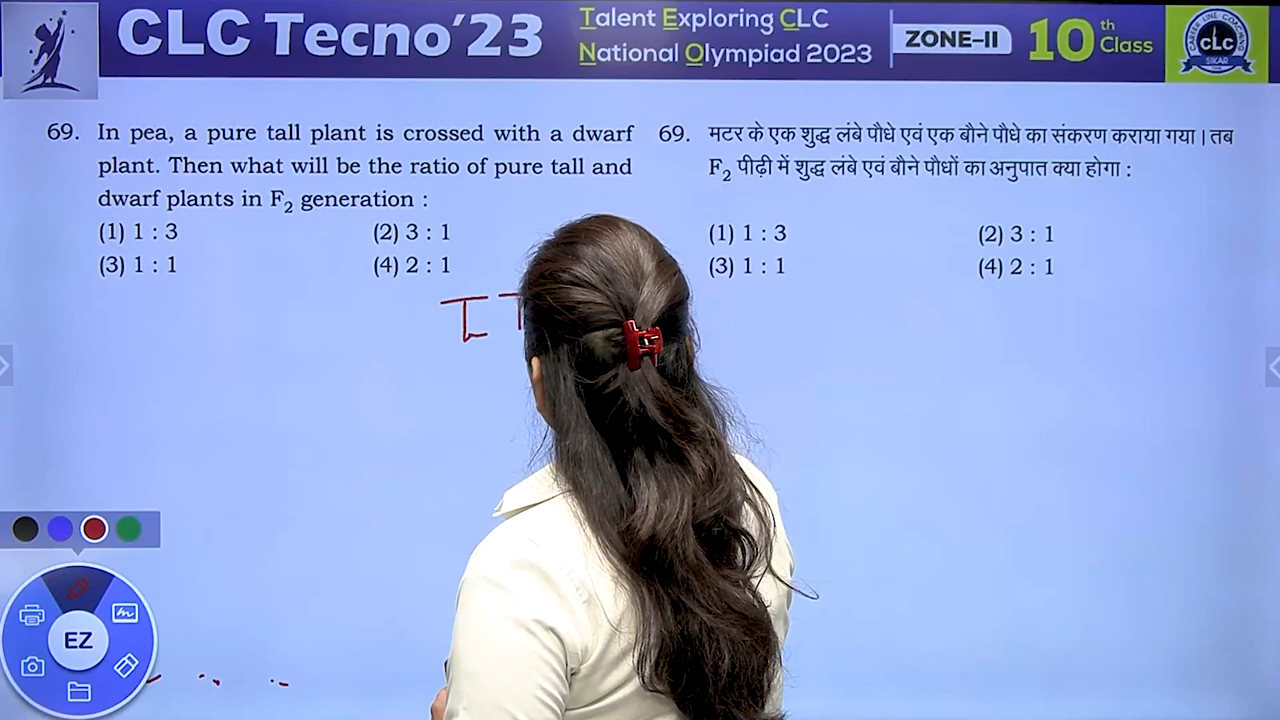 CLC Tecno'23
Talent Exploring CLC
National Olympiad 2023
ZONE-II
10th Class
CAREER LINE COACHING
CLC
SIKAR
69. In pea, a pure tall plant is crossed with a dwarf
plant. Then what will be the ratio of pure tall and
dwarf plants in F2 generation :
(1) 1 : 3 (2) 3 : 1
(3) 1 : 1 (4) 2 : 1
69. मटर के एक शुद्ध लंबे पौधे एवं एक बौने पौधे का संकरण कराया गया। तब
F2 पीढ़ी में शुद्ध लंबे एवं बौने पौधों का अनुपात क्या होगा :
(1) 1 : 3 (2) 3 : 1
(3) 1 : 1 (4) 2 : 1
EZ